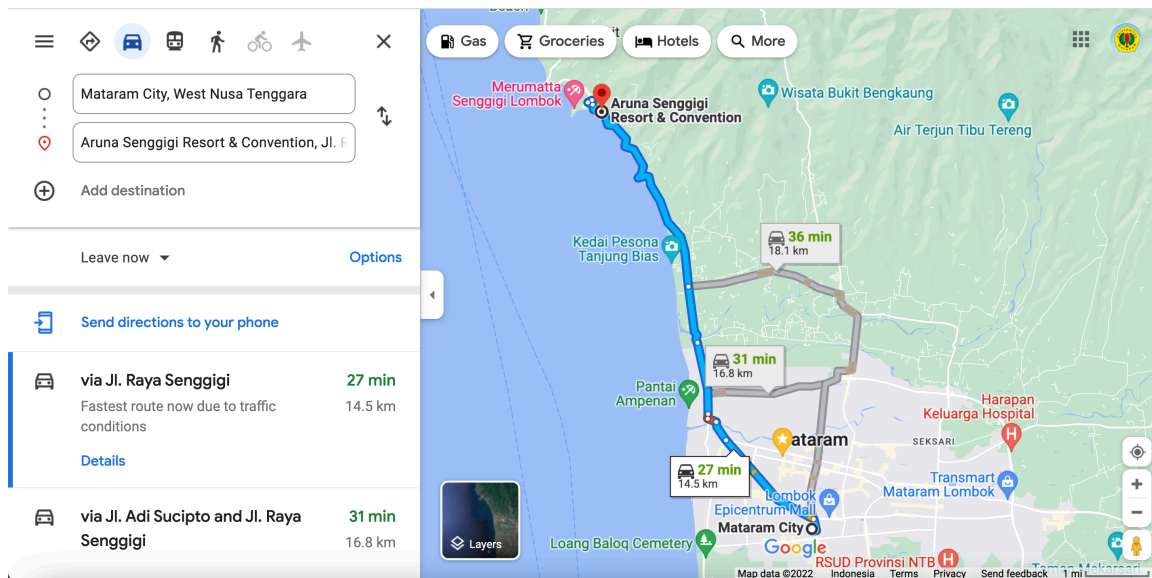 Mataram City, West Nusa Tenggara
Aruna Senggigi Resort & Convention, Jl. R
Add destination
Leave now
Options
Send directions to your phone
via Jl. Raya Senggigi
27 min
Fastest route now due to traffic
conditions
14.5 km
Details
via Jl. Adi Sucipto and Jl. Raya
Senggigi
31 min
16.8 km
Gas
Groceries
Hotels
More
Merumatta
Senggigi Lombok
Aruna Senggigi
Resort & Convention
Wisata Bukit Bengkaung
Air Terjun Tibu Tereng
Kedai Pesona
Tanjung Bias
36 min
18.1 km
31 min
16.8 km
Pantai
Ampenan
Harapan
Keluarga Hospital
H
ataram
SEKSARI
27 min
14.5 km
Transmart
Mataram Lombok
Lombok
Epicentrum Mall
Mataram City
Loang Baloq Cemetery
Google
RSUD Provinsi NTB
H
Layers
Map data ©2022
Indonesia
Terms
Privacy
Send feedback
1 mi